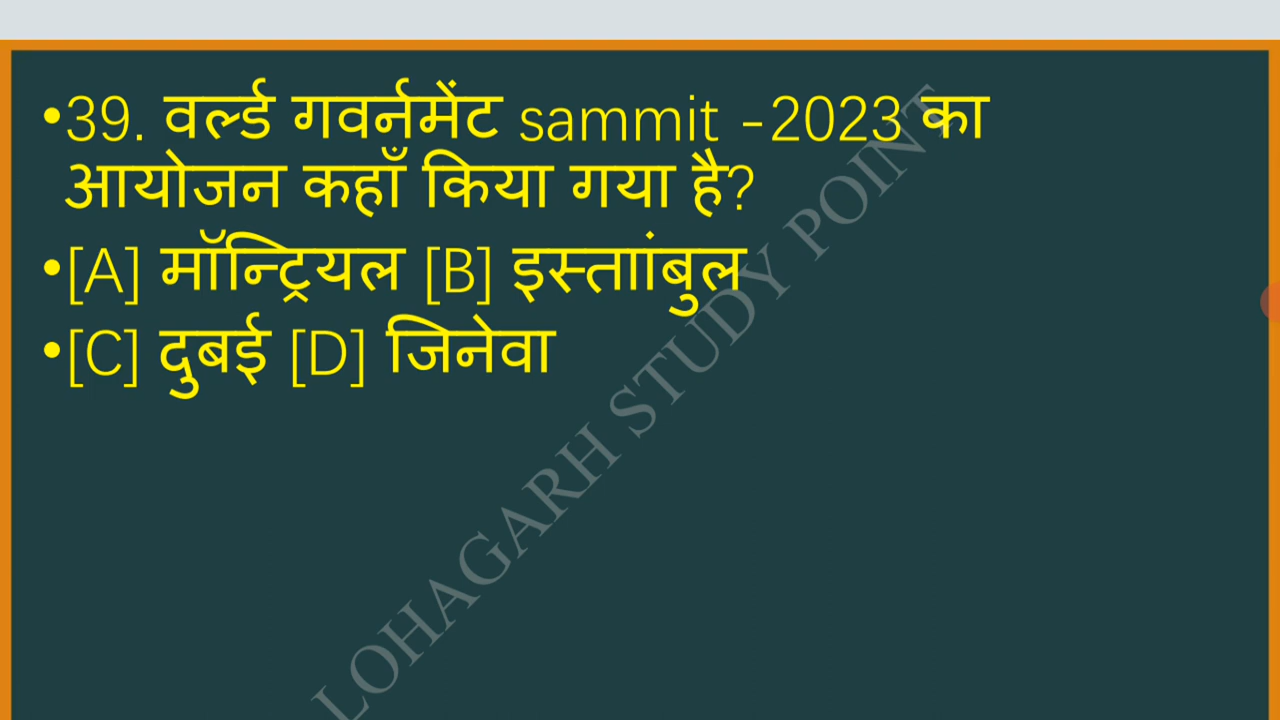 •39. वर्ल्ड गवर्नमेंट sammit -2023 का
आयोजन कहाँ किया गया है?
•[A] मॉन्ट्रियल [B] इस्ताांबुल
•[C] दुबई [D] जिनेवा
LOHAGARH STUDY POINT